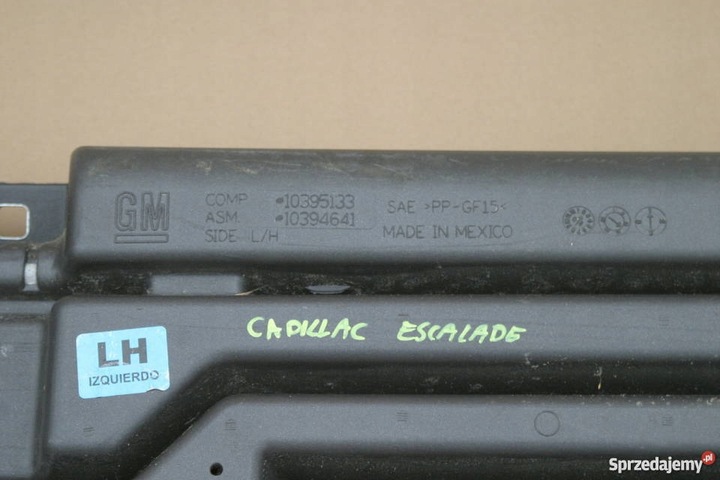 GM
COMP. 10395133
ASM. 10394641
SIDE L/H
SAE >PP-GF15<
MADE IN MEXICO
CADILLAC ESCALADE
LH
IZQUIERDO
Sprzedajemy.pl